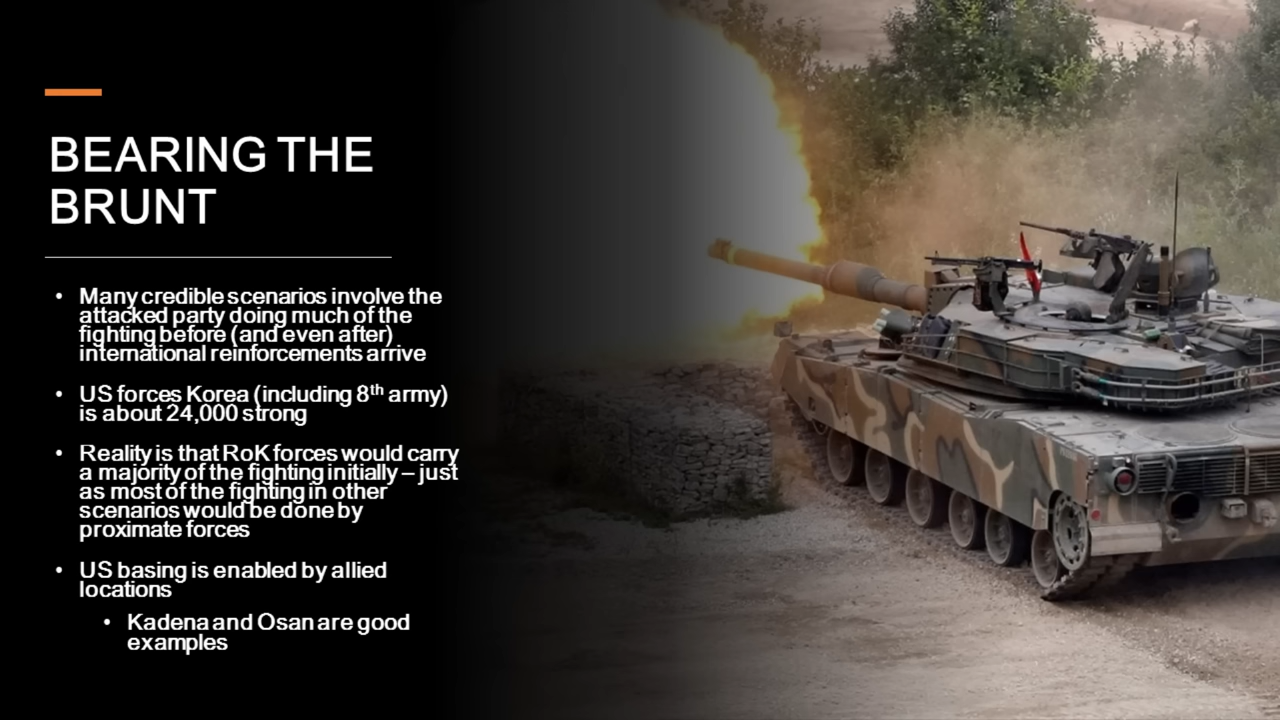 BEARING THE
BRUNT
• Many credible scenarios involve the
attacked party doing much of the
fighting before (and even after)
international reinforcements arrive
• US forces Korea (including 8th army)
is about 24,000 strong
• Reality is that RoK forces would carry
a majority of the fighting initially – just
as most of the fighting in other
scenarios would be done by
proximate forces
• US basing is enabled by allied
locations
• Kadena and Osan are good
examples